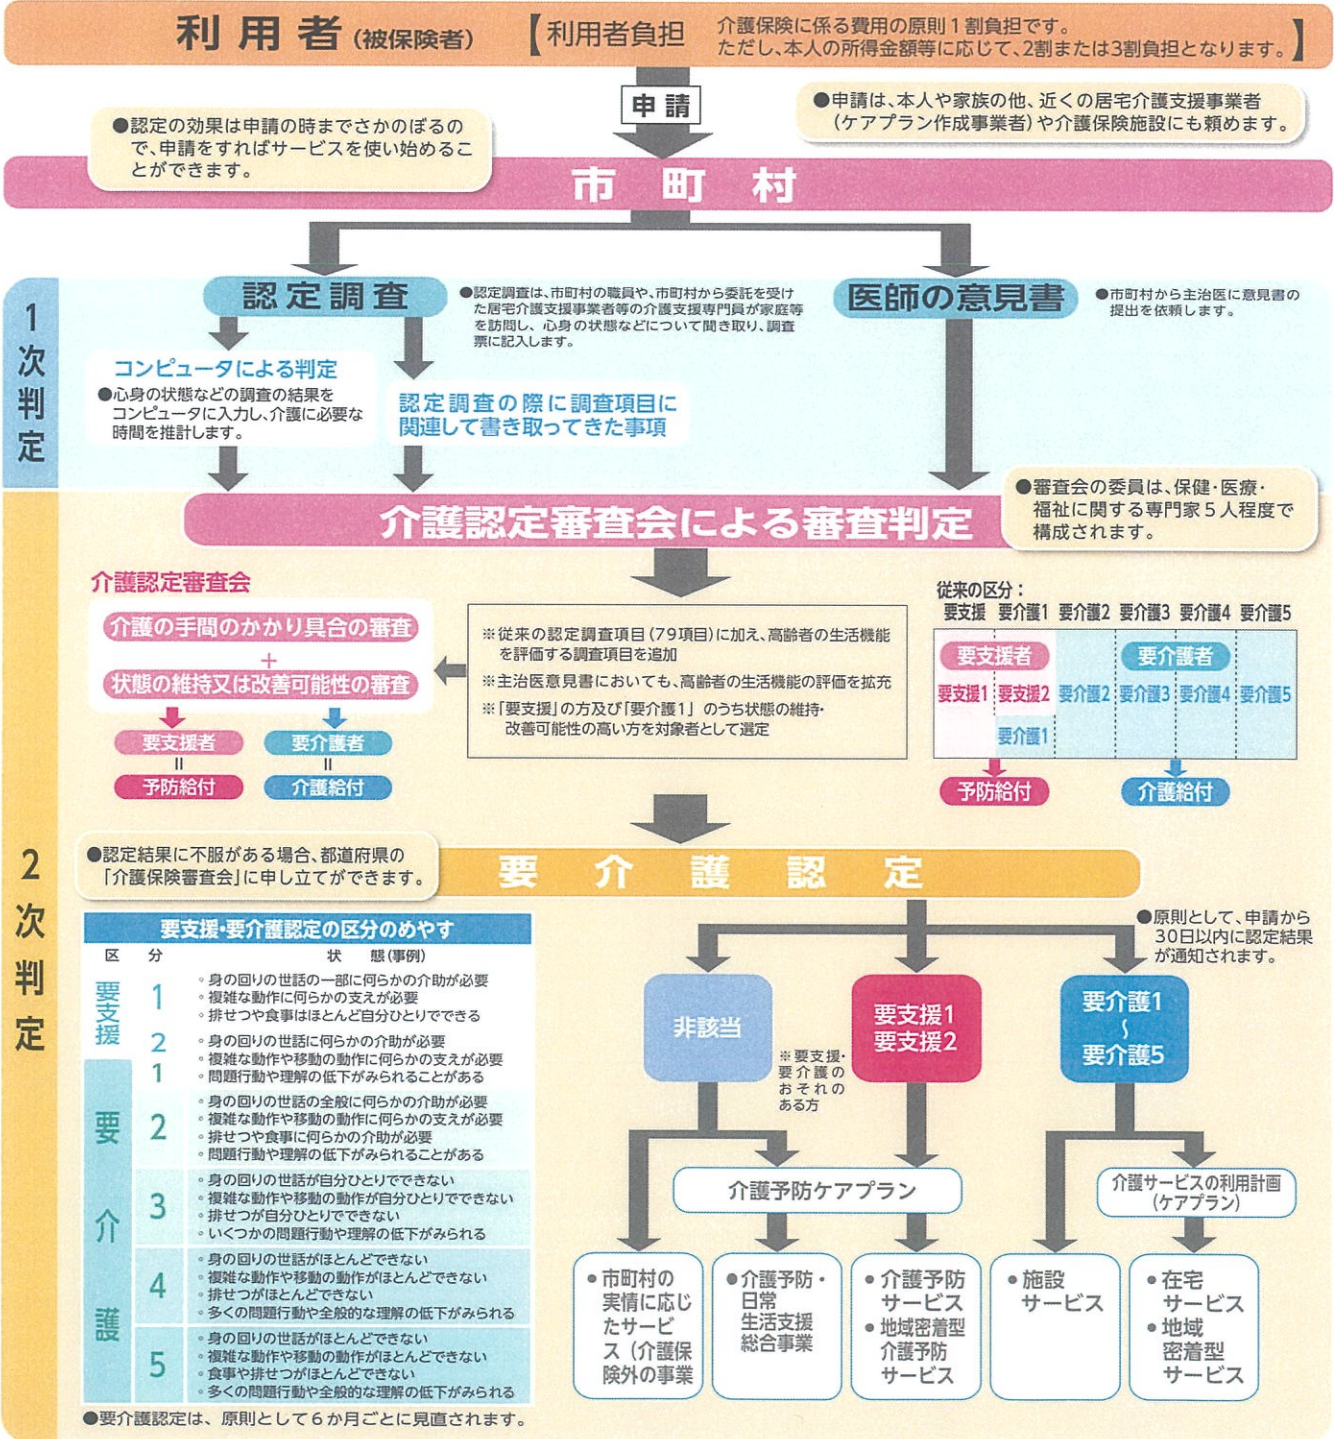 利用者(被保険者)
【利用者負担 介護保険に係る費用の原則1割負担です。
ただし、本人の所得金額等に応じて、2割または3割負担となります。】
申請
●申請は、本人や家族の他、近くの居宅介護支援事業者
(ケアプラン作成事業者)や介護保険施設にも頼めます。
●認定の効果は申請の時までさかのぼるの
で、申請をすればサービスを使い始めるこ
とができます。
市町村
1次判定
認定調査
●認定調査は、市町村の職員や、市町村から委託を受け
た居宅介護支援事業者等の介護支援専門員が家庭等
を訪問し、心身の状態などについて聞き取り、調査
票に記入します。
医師の意見書
●市町村から主治医に意見書の
提出を依頼します。
コンピュータによる判定
●心身の状態などの調査の結果を
コンピュータに入力し、介護に必要な
時間を推計します。
認定調査の際に調査項目に
関連して書き取ってきた事項
2次判定
介護認定審査会による審査判定
●審査会の委員は、保健・医療・
福祉に関する専門家5人程度で
構成されます。
介護認定審査会
介護の手間のかかり具合の審査
+
状態の維持又は改善可能性の審査
要支援者 要介護者
= =
予防給付 介護給付
※従来の認定調査項目(79項目)に加え、高齢者の生活機能
を評価する調査項目を追加
※主治医意見書においても、高齢者の生活機能の評価を拡充
※「要支援」の方及び「要介護1」のうち状態の維持・
改善可能性の高い方を対象者として選定
従来の区分:
要支援 要介護1 要介護2 要介護3 要介護4 要介護5
要支援者 要介護者
要支援1 要支援2 要介護2 要介護3 要介護4 要介護5
要介護1
予防給付 介護給付
●認定結果に不服がある場合、都道府県の
「介護保険審査会」に申し立てができます。
要介護認定
●原則として、申請から
30日以内に認定結果
が通知されます。
要支援・要介護認定の区分のめやす
区分 状態(事例)
要支援
1
◦身の回りの世話の一部に何らかの介助が必要
◦複雑な動作に何らかの支えが必要
◦排せつや食事はほとんど自分ひとりでできる
2
要介護
1
◦身の回りの世話に何らかの介助が必要
◦複雑な動作や移動の動作に何らかの支えが必要
◦問題行動や理解の低下がみられることがある
2
◦身の回りの世話の全般に何らかの介助が必要
◦複雑な動作や移動の動作に何らかの支えが必要
◦排せつや食事に何らかの介助が必要
◦問題行動や理解の低下がみられることがある
3
◦身の回りの世話が自分ひとりでできない
◦複雑な動作や移動の動作が自分ひとりでできない
◦排せつが自分ひとりでできない
◦いくつかの問題行動や理解の低下がみられる
4
◦身の回りの世話がほとんどできない
◦複雑な動作や移動の動作がほとんどできない
◦排せつがほとんどできない
◦多くの問題行動や全般的な理解の低下がみられる
5
◦身の回りの世話がほとんどできない
◦複雑な動作や移動の動作がほとんどできない
◦食事や排せつがほとんどできない
◦多くの問題行動や全般的な理解の低下がみられる
●要介護認定は、原則として6か月ごとに見直されます。
非該当
※要支援・
要介護の
おそれの
ある方
要支援1
要支援2
要介護1
〜
要介護5
介護予防ケアプラン
介護サービスの利用計画
(ケアプラン)
●市町村の
実情に応じ
たサービ
ス(介護保
険外の事業
●介護予防・
日常
生活支援
総合事業
●介護予防
サービス
●地域密着型
介護予防
サービス
●施設
サービス
●在宅
サービス
●地域
密着型
サービス